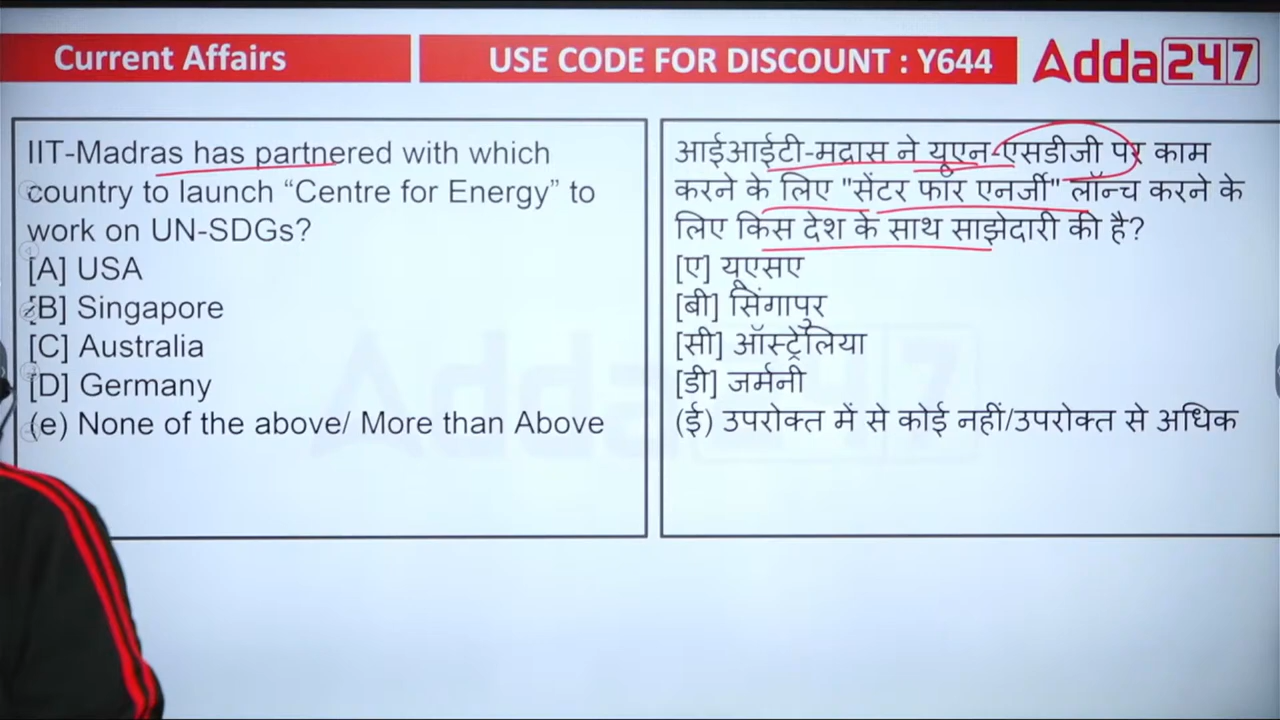 Current Affairs
USE CODE FOR DISCOUNT : Y644
Adda247
IIT-Madras has partnered with which
country to launch “Centre for Energy” to
work on UN-SDGs?
[A] USA
[B] Singapore
[C] Australia
[D] Germany
(e) None of the above/ More than Above
आईआईटी-मद्रास ने यूएन-एसडीजी पर काम
करने के लिए "सेंटर फॉर एनर्जी" लॉन्च करने के
लिए किस देश के साथ साझेदारी की है?
[ए] यूएसए
[बी] सिंगापुर
[सी] ऑस्ट्रेलिया
[डी] जर्मनी
(ई) उपरोक्त में से कोई नहीं/उपरोक्त से अधिक